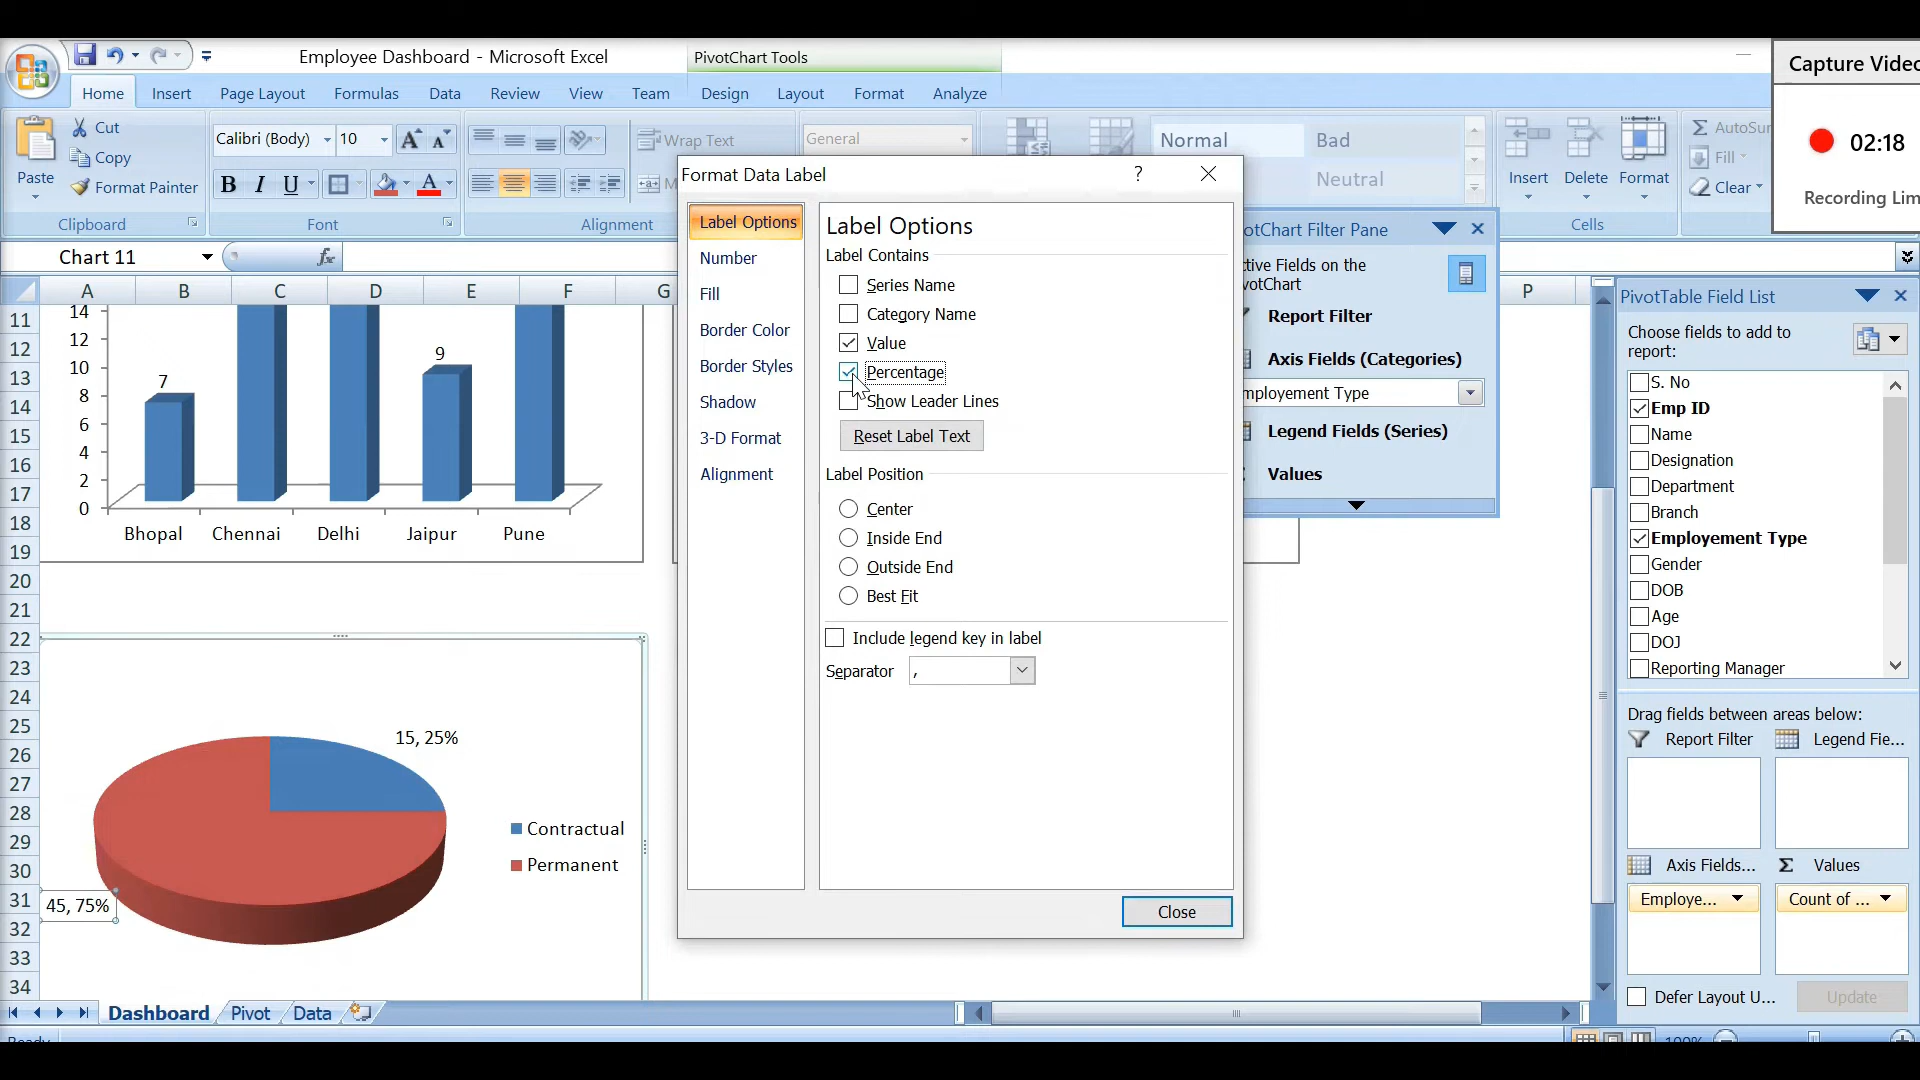 Employee Dashboard - Microsoft Excel
PivotChart Tools
Capture Video
Home Insert Page Layout Formulas Data Review View Team Design Layout Format Analyze
02:18
Recording Lim
Paste
Cut
Copy
Format Painter
Clipboard
Calibri (Body) 10 A A
B I U A
Font
Wrap Text
Alignment
General
Normal Bad
Neutral
Insert Delete Format
Cells
Σ AutoSu
Fill
Clear
Chart 11
fx
A B C D E F G P
11
12
13
14
15
16
17
18
19
20
21
22
23
24
25
26
27
28
29
30
31
32
33
34
14
12
10
8
6
4
2
0
7
9
Bhopal Chennai Delhi Jaipur Pune
15, 25%
45, 75%
Contractual
Permanent
Format Data Label
?
Label Options
Number
Fill
Border Color
Border Styles
Shadow
3-D Format
Alignment
Label Options
Label Contains
Series Name
Category Name
Value
Percentage
Show Leader Lines
Reset Label Text
Label Position
Center
Inside End
Outside End
Best Fit
Include legend key in label
Separator ,
Close
otChart Filter Pane
tive Fields on the
votChart
Report Filter
Axis Fields (Categories)
mployement Type
Legend Fields (Series)
Values
PivotTable Field List
Choose fields to add to
report:
S. No
Emp ID
Name
Designation
Department
Branch
Employement Type
Gender
DOB
Age
DOJ
Reporting Manager
Drag fields between areas below:
Report Filter
Legend Fie...
Axis Fields...
Σ Values
Employe...
Count of ...
Defer Layout U...
Update
Dashboard Pivot Data
Ready
100%